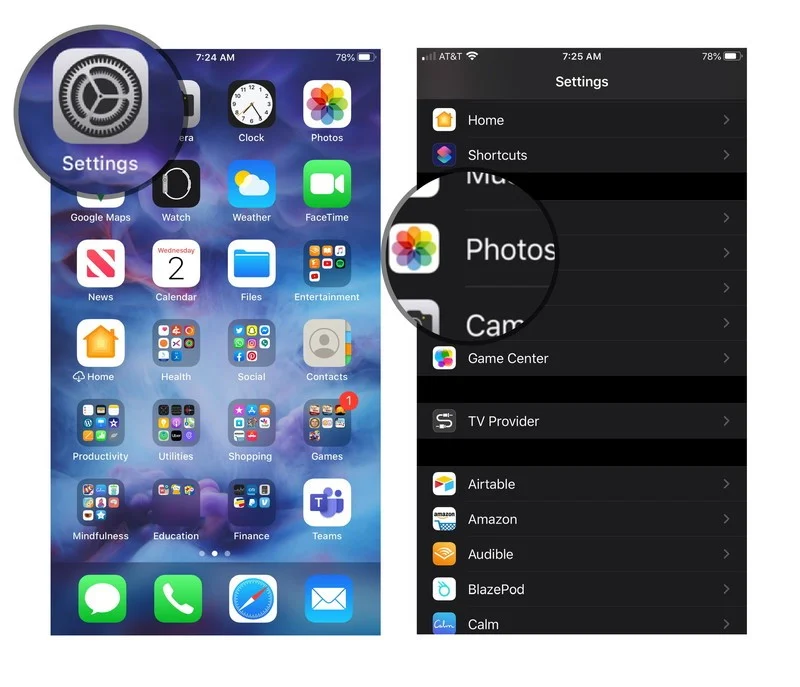 7:24 AM 78%
Settings
era Clock Photos
Google Maps Watch Weather FaceTime
Wednesday
2
News Calendar Files Entertainment
Home Health Social Contacts
1
Productivity Utilities Shopping Games
Mindfulness Education Finance Teams
AT&T 7:25 AM 78%
Settings
Home
Shortcuts
Photos
Cam
Game Center
TV Provider
Airtable
amazon
Amazon
Audible
BlazePod
Calm
Calm